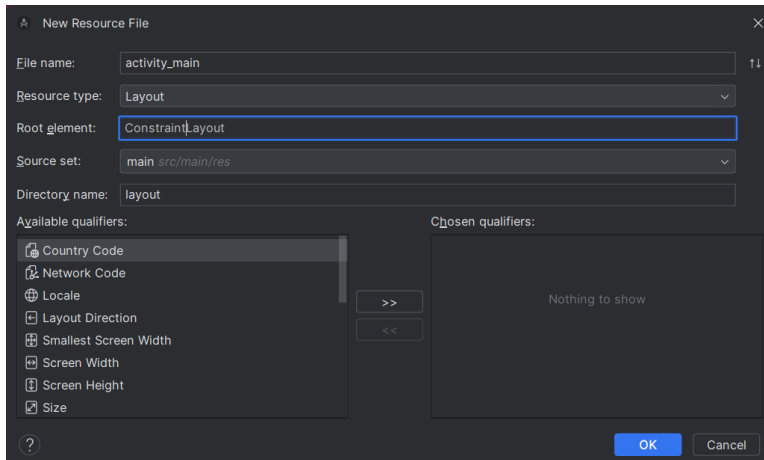 New Resource File
File name: activity_main
Resource type: Layout
Root element: ConstraintLayout
Source set: main src/main/res
Directory name: layout
Available qualifiers:
Country Code
Network Code
Locale
Layout Direction
Smallest Screen Width
Screen Width
Screen Height
Size
>>
<<
Chosen qualifiers:
Nothing to show
?
OK Cancel